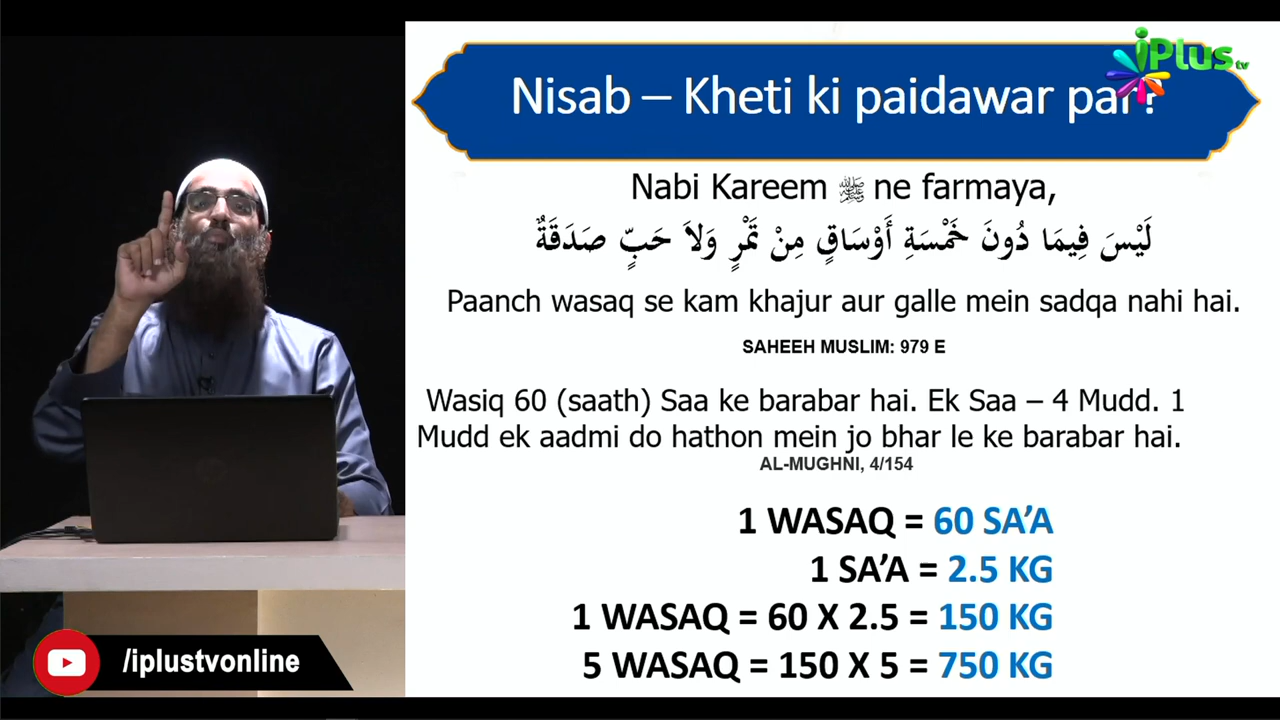 iPlus tv
Nisab – Kheti ki paidawar par?
Nabi Kareem ﷺ ne farmaya,
لَيْسَ فِيمَا دُونَ خَمْسَةِ أَوْسَاقٍ مِنْ تَمْرٍ وَلاَ حَبٍّ صَدَقَةٌ
Paanch wasaq se kam khajur aur galle mein sadqa nahi hai.
SAHEEH MUSLIM: 979 E
Wasiq 60 (saath) Saa ke barabar hai. Ek Saa – 4 Mudd. 1
Mudd ek aadmi do hathon mein jo bhar le ke barabar hai.
AL-MUGHNI, 4/154
1 WASAQ = 60 SA’A
1 SA’A = 2.5 KG
1 WASAQ = 60 X 2.5 = 150 KG
5 WASAQ = 150 X 5 = 750 KG
/iplustvonline